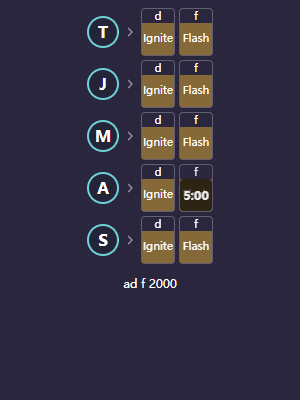 d f
T > Ignite Flash
d f
J > Ignite Flash
d f
M > Ignite Flash
d f
A > Ignite 5:00
d f
S > Ignite Flash
ad f 2000